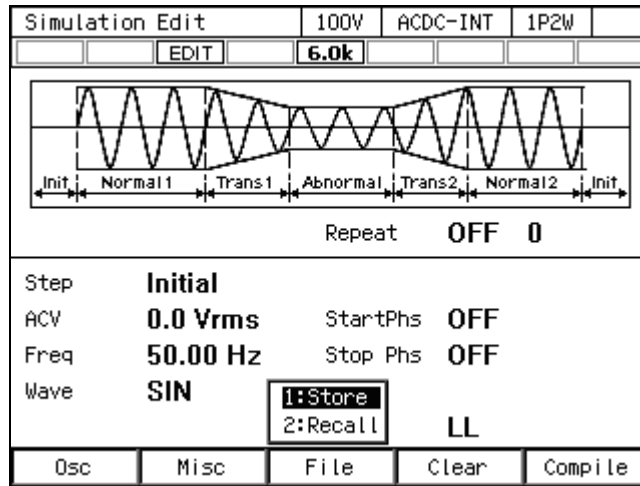 Simulation Edit 100V ACDC-INT 1P2W
EDIT 6.0k
Init Normal1 Trans1 Abnormal Trans2 Normal2 Init
Repeat OFF 0
Step Initial
ACV 0.0 Vrms StartPhs OFF
Freq 50.00 Hz Stop Phs OFF
Wave SIN 1:Store
2:Recall LL
Osc Misc File Clear Compile